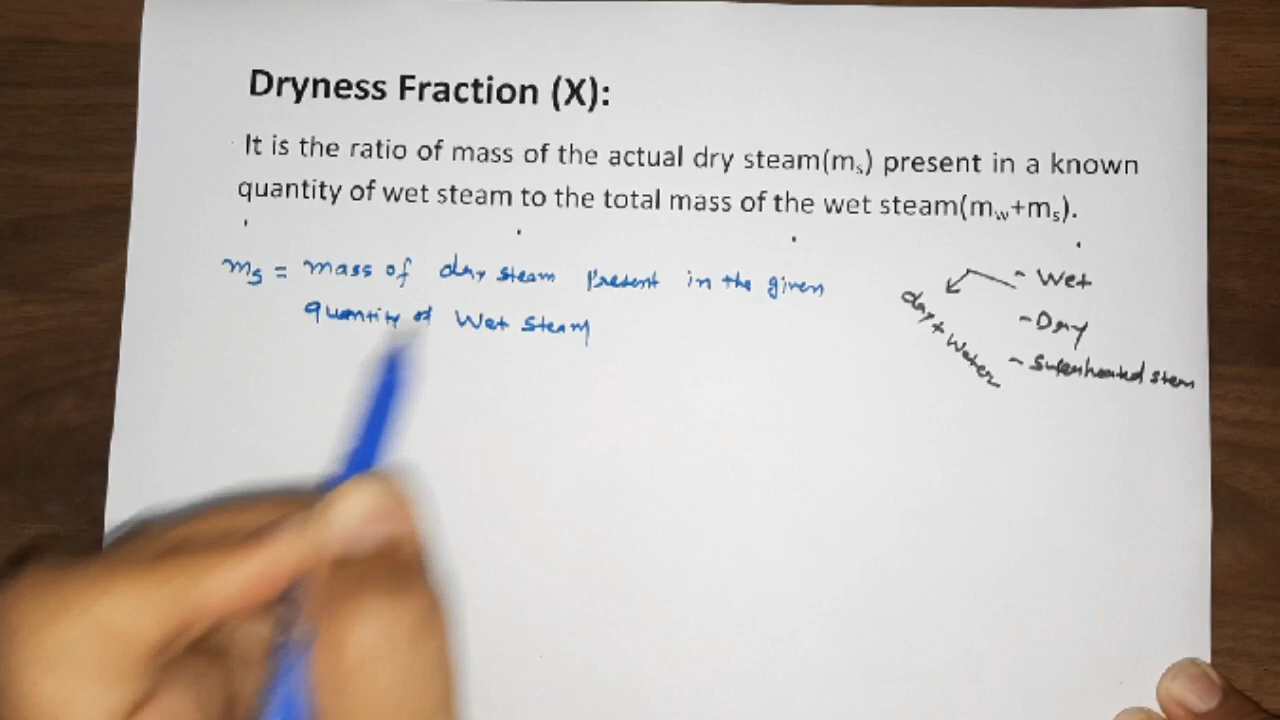 Dryness Fraction (X):
It is the ratio of mass of the actual dry steam(ms) present in a known
quantity of wet steam to the total mass of the wet steam(mw+ms).
ms = mass of dry steam present in the given
quantity of wet steam
- Wet
- Dry
- Superheated steam
dry + Water